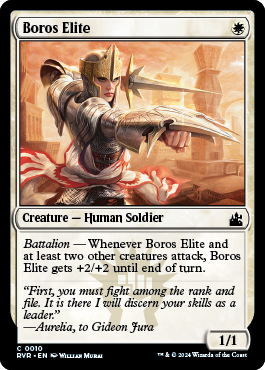 Boros Elite
Creature — Human Soldier
Battalion — Whenever Boros Elite and
at least two other creatures attack, Boros
Elite gets +2/+2 until end of turn.
"First, you must fight among the rank and
file. It is there I will discern your skills as a
leader."
—Aurelia, to Gideon Jura
1/1
C 0010
RVR • EN Willian Murai
™ & © 2024 Wizards of the Coast